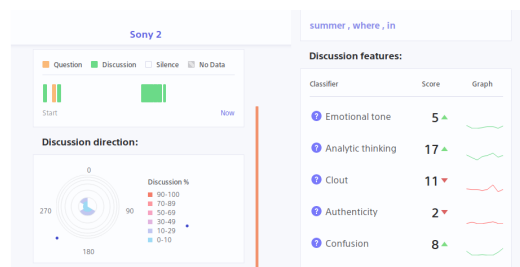 Sony 2
Question Discussion Silence No Data
Start Now
Discussion direction:
0
270
90
180
Discussion %
90-100
70-89
50-69
30-49
10-29
0-10
summer , where , in
Discussion features:
Classifier Score Graph
? Emotional tone 5
? Analytic thinking 17
? Clout 11
? Authenticity 2
? Confusion 8